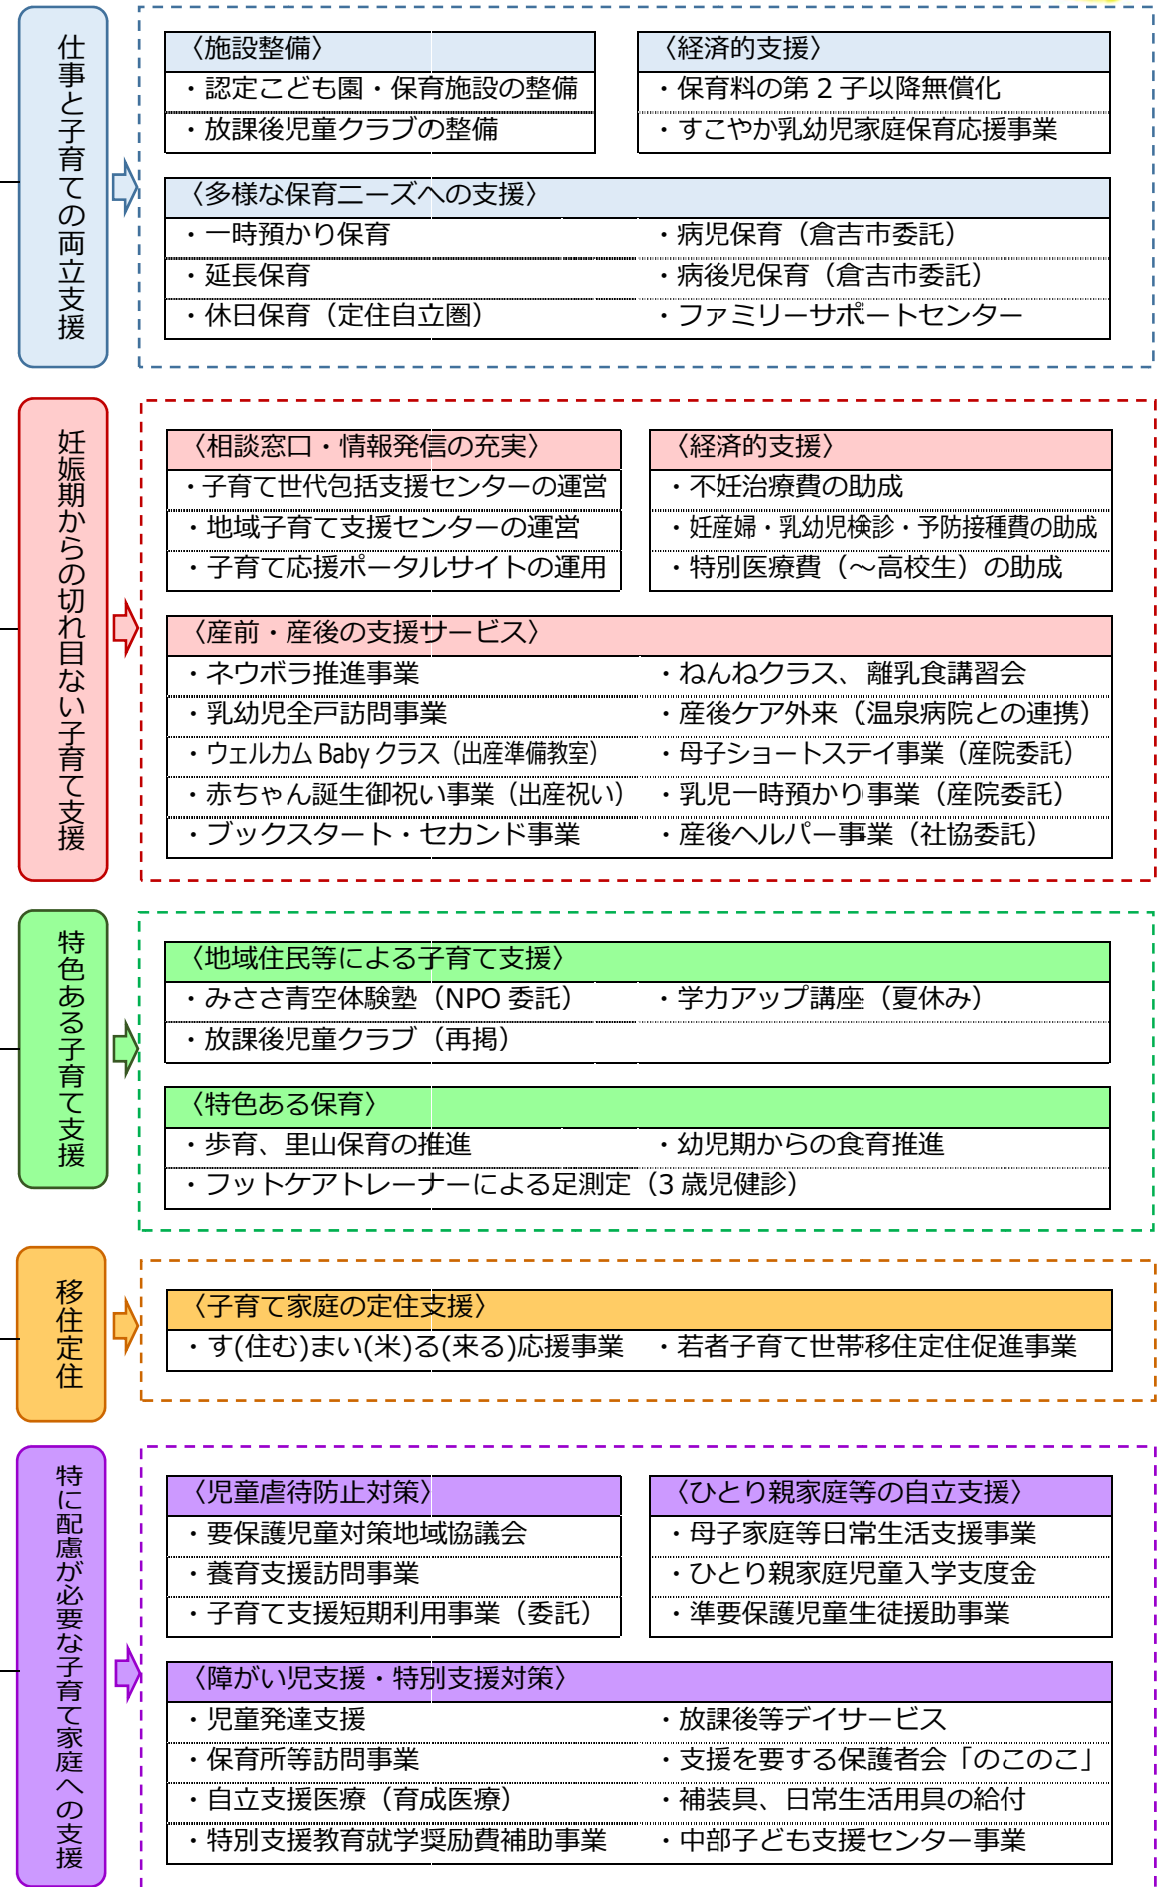 仕事と子育ての両立支援
〈施設整備〉
・認定こども園・保育施設の整備
・放課後児童クラブの整備
〈経済的支援〉
・保育料の第2子以降無償化
・すこやか乳幼児家庭保育応援事業
〈多様な保育ニーズへの支援〉
・一時預かり保育
・病児保育（倉吉市委託）
・延長保育
・病後児保育（倉吉市委託）
・休日保育（定住自立圏）
・ファミリーサポートセンター
妊娠期からの切れ目ない子育て支援
〈相談窓口・情報発信の充実〉
・子育て世代包括支援センターの運営
・地域子育て支援センターの運営
・子育て応援ポータルサイトの運用
〈経済的支援〉
・不妊治療費の助成
・妊産婦・乳幼児検診・予防接種費の助成
・特別医療費（～高校生）の助成
〈産前・産後の支援サービス〉
・ネウボラ推進事業
・ねんねクラス、離乳食講習会
・乳幼児全戸訪問事業
・産後ケア外来（温泉病院との連携）
・ウェルカム Baby クラス（出産準備教室）
・母子ショートステイ事業（産院委託）
・赤ちゃん誕生御祝い事業（出産祝い）
・乳児一時預かり事業（産院委託）
・ブックスタート・セカンド事業
・産後ヘルパー事業（社協委託）
特色ある子育て支援
〈地域住民等による子育て支援〉
・みささ青空体験塾（NPO 委託）
・学力アップ講座（夏休み）
・放課後児童クラブ（再掲）
〈特色ある保育〉
・歩育、里山保育の推進
・幼児期からの食育推進
・フットケアトレーナーによる足測定（3 歳児健診）
移住定住
〈子育て家庭の定住支援〉
・す(住む)まい(米)る(来る)応援事業
・若者子育て世帯移住定住促進事業
特に配慮が必要な子育て家庭への支援
〈児童虐待防止対策〉
・要保護児童対策地域協議会
・養育支援訪問事業
・子育て支援短期利用事業（委託）
〈ひとり親家庭等の自立支援〉
・母子家庭等日常生活支援事業
・ひとり親家庭児童入学支度金
・準要保護児童生徒援助事業
〈障がい児支援・特別支援対策〉
・児童発達支援
・放課後等デイサービス
・保育所等訪問事業
・支援を要する保護者会「のこのこ」
・自立支援医療（育成医療）
・補装具、日常生活用具の給付
・特別支援教育就学奨励費補助事業
・中部子ども支援センター事業